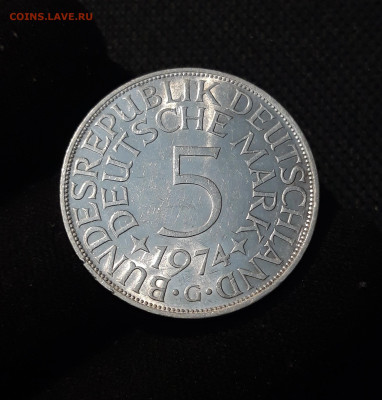 COINS.LAVE.RU
BUNDESREPUBLIK DEUTSCHLAND
DEUTSCHE MARK
5
1974
· G ·